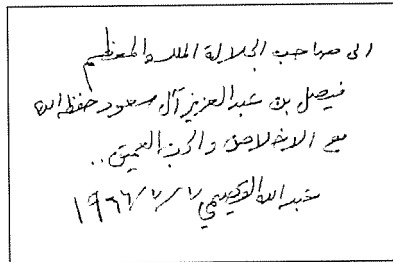 الى صاحب الجلالة الملك المعظم
فيصل بن عبد العزيز آل سعود حفظه الله
مع الاخلاص والحب العميق..
عبد الله القصيمي ١٩٦٦/٧/٧